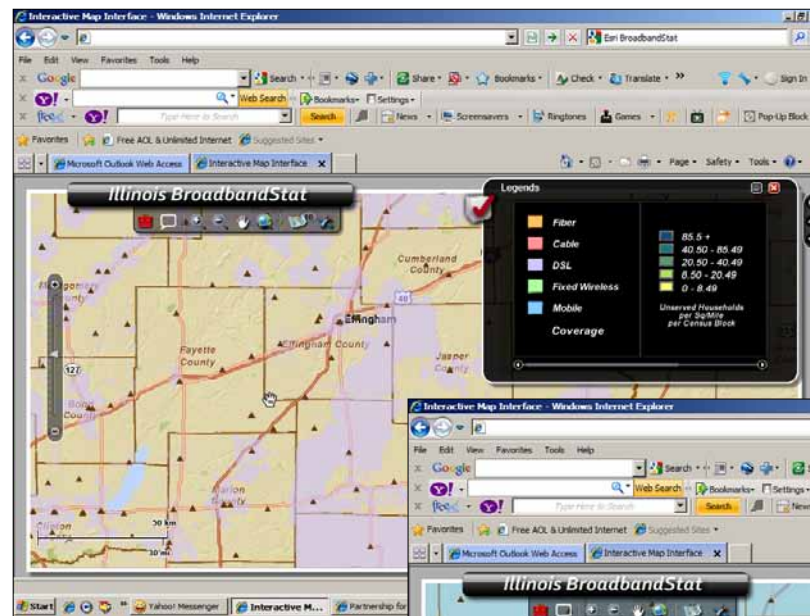 Interactive Map Interface - Windows Internet Explorer
Esri BroadbandStat
File Edit View Favorites Tools Help
x Google Search Share Bookmarks Check Translate » Sign In
x Y! Web Search Bookmarks Settings
x Y! Type Here to Search Search News Screensavers Ringtones Games Pop-Up Block
Favorites Free AOL & Unlimited Internet Suggested Sites
Microsoft Outlook Web Access Interactive Map Interface x Page Safety Tools
Illinois BroadbandStat
Legends
Fiber
Cable
DSL
Fixed Wireless
Mobile
Coverage
85.5 +
40.50 - 85.49
20.50 - 40.49
8.50 - 20.49
0 - 8.49
Unserved Households
per Sq/Mile
per Census Block
Cumberland
County
40
Effingham
Effingham County
Fayette
County
Jasper
County
127
Bond
County
Marion
County
Clinton
50 km
30 mi
Start Yahoo! Messenger Interactive M... Partnership for
Interactive Map Interface - Windows Internet Explorer
File Edit View Favorites Tools Help
x Google Search
x Y! Web Search Bookmarks Settings
x Y! Type Here to Search Search News
Favorites Free AOL & Unlimited Internet Suggested Sites
Microsoft Outlook Web Access Interactive Map Interface x
Illinois BroadbandStat